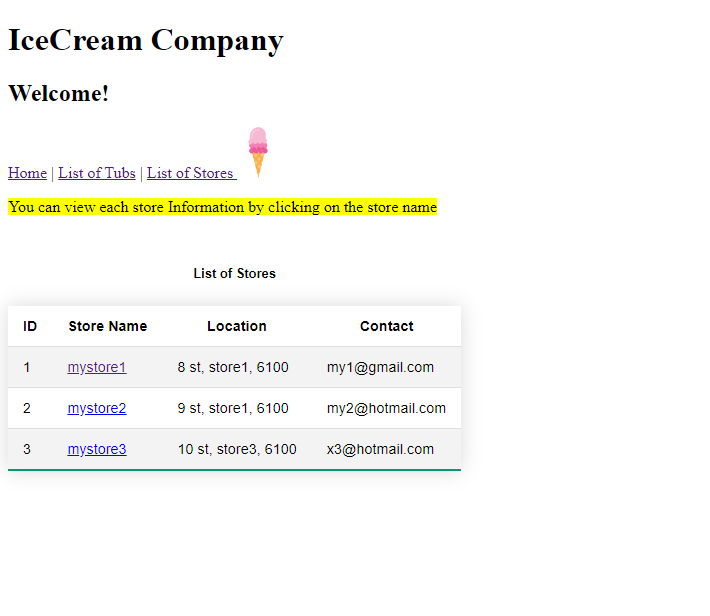 IceCream Company
Welcome!
Home | List of Tubs | List of Stores
You can view each store Information by clicking on the store name
List of Stores
ID Store Name Location Contact
1 mystore1 8 st, store1, 6100 my1@gmail.com
2 mystore2 9 st, store1, 6100 my2@hotmail.com
3 mystore3 10 st, store3, 6100 x3@hotmail.com